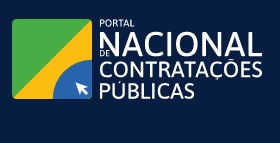 PORTAL
NACIONAL
DE CONTRATAÇÕES
PÚBLICAS